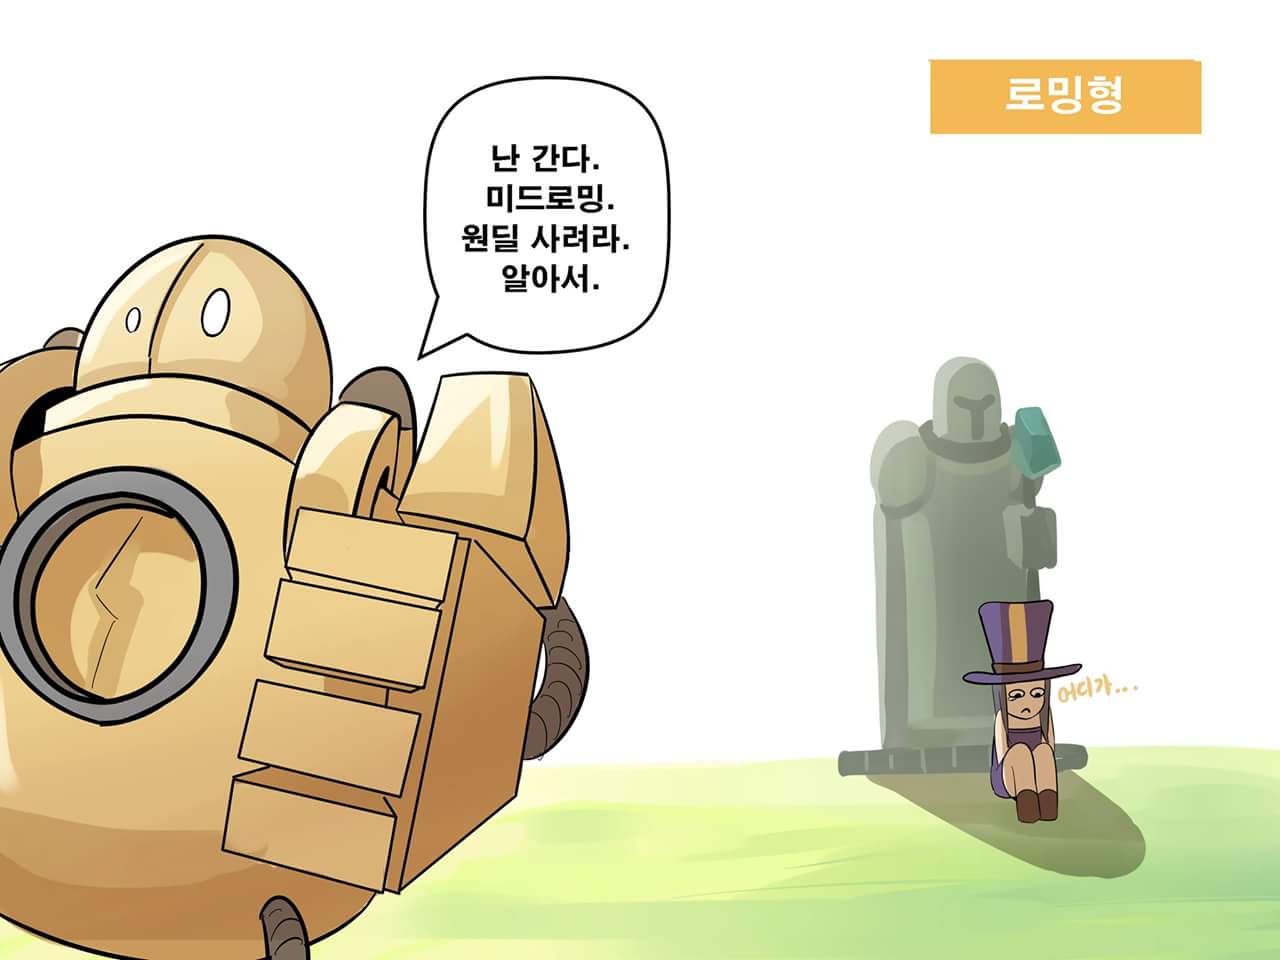 로밍형
난 간다.
미드로밍.
원딜 사려라.
알아서.
어디가...